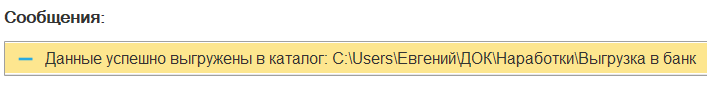 Сообщения:
Данные успешно выгружены в каталог: C:\Users\Евгений\ДОК\Наработки\Выгрузка в банк